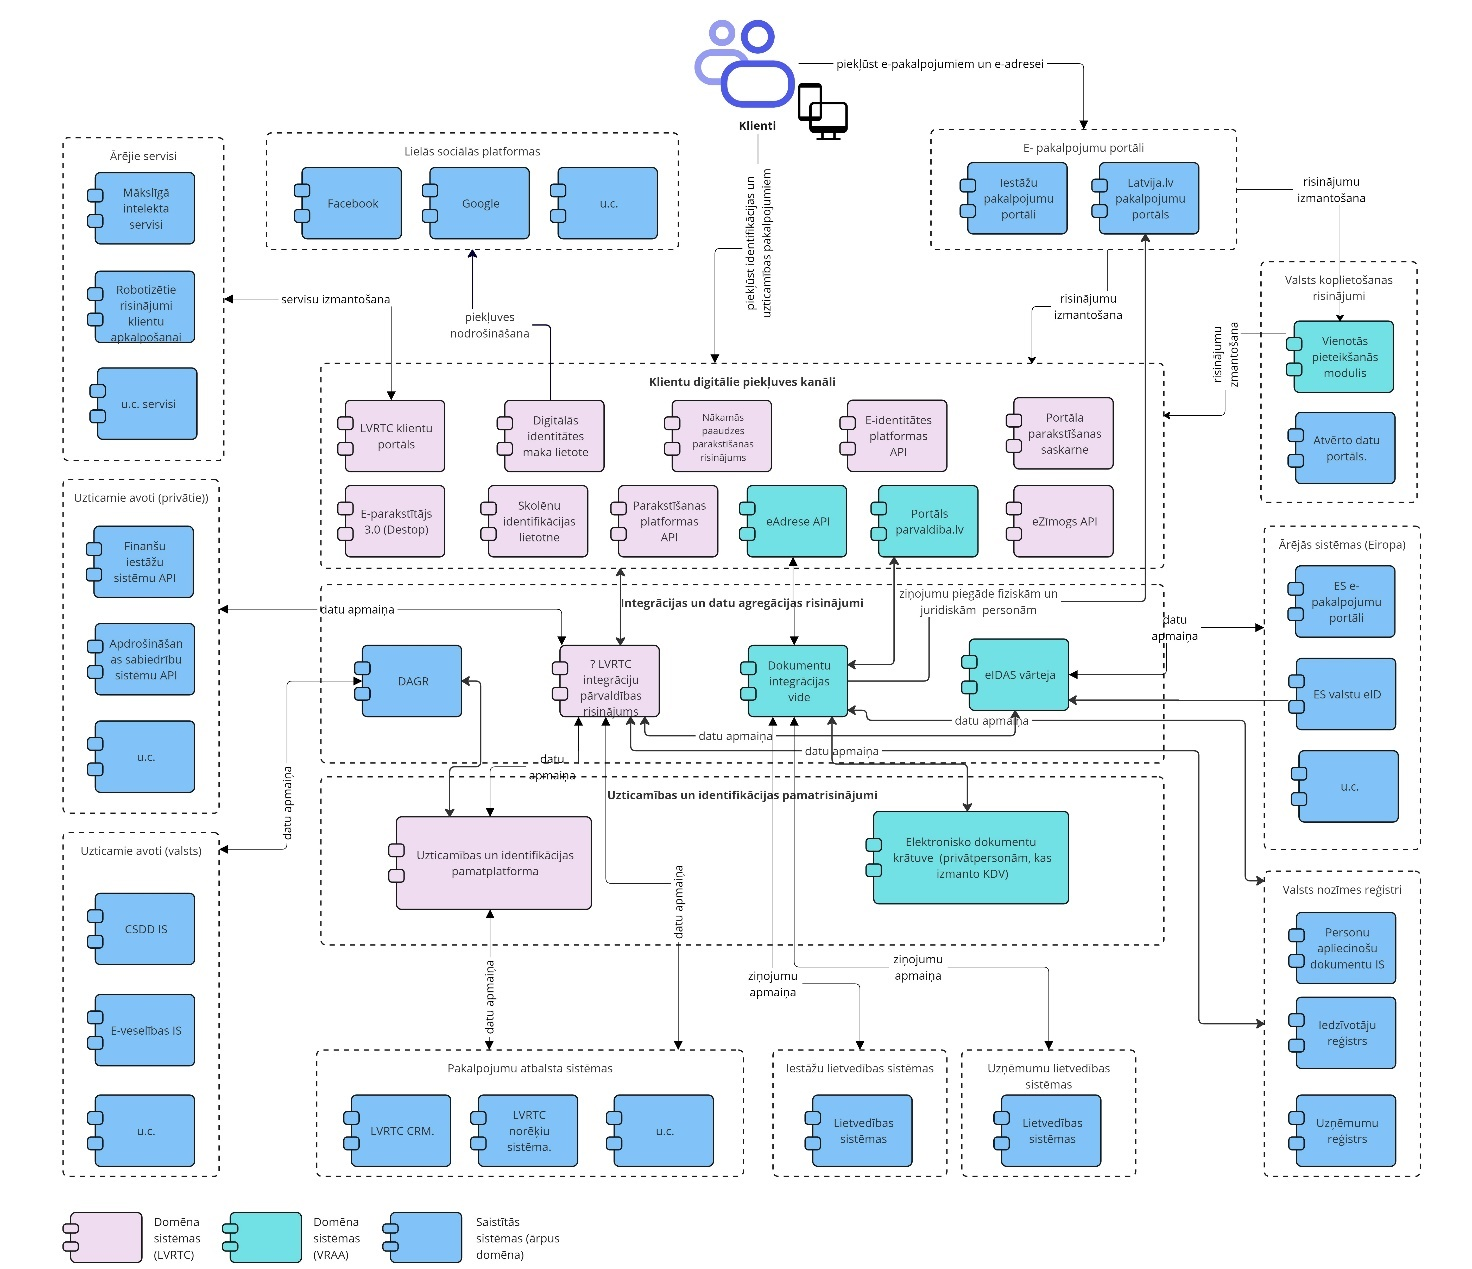 piekļūst e-pakalpojumiem un e-adresei
Klienti
Ārējie servisi
Mākslīgā
intelekta
servisi
Robotizētie
risinājumi
klientu
apkalpošanai
u.c. servisi
Lielās sociālās platformas
Facebook
Google
u.c.
piekļūst identifikācijas un
uzticamības pakalpojumiem
E- pakalpojumu portāli
Iestāžu
pakalpojumu
portāli
Latvija.lv
pakalpojumu
portāls
risinājumu
izmantošana
servisu izmantošana
piekļuves
nodrošināšana
risinājumu
izmantošana
Valsts koplietošanas
risinājumi
Vienotās
pieteikšanās
modulis
Atvērto datu
portāls.
risinājumu
zmantošana
Klientu digitālie piekļuves kanāli
LVRTC klientu
portāls
Digitālās
identitātes
maka lietote
Nākamās
paaudzes
parakstīšanas
risinājums
E-identitātes
platformas
API
Portāla
parakstīšanas
saskarne
E-parakstītājs
3.0 (Destop)
Skolēnu
identifikācijas
lietotne
Parakstīšanas
platformas
API
eAdrese API
Portāls
parvaldiba.lv
eZīmogs API
Uzticamie avoti (privātie))
Finanšu
iestāžu
sistēmu API
Apdrošināšan
as sabiedrību
sistēmu API
u.c.
Ārējās sistēmas (Eiropa)
ES e-
pakalpojumu
portāli
ES valstu eID
u.c.
datu apmaiņa
Integrācijas un datu agregācijas risinājumi
ziņojumu piegāde fiziskām un
juridiskām personām
datu
apmaiņa
DAGR
? LVRTC
integrāciju
pārvaldības
risinājums
Dokumentu
integrācijas
vide
eIDAS vārteja
datu apmaiņa
datu apmaiņa
datu apmaiņa
datu
apmaiņa
datu apmaiņa
Uzticamības un identifikācijas pamatrisinājumi
Uzticamības un identifikācijas
pamatplatforma
Elektronisko dokumentu
krātuve (privātpersonām, kas
izmanto KDV)
Uzticamie avoti (valsts)
CSDD IS
E-veselības IS
u.c.
Valsts nozīmes reģistri
Personu
apliecinošu
dokumentu IS
Iedzīvotāju
reģistrs
Uzņēmumu
reģistrs
datu apmaiņa
datu apmaiņa
ziņojumu
apmaiņa
ziņojumu
apmaiņa
Pakalpojumu atbalsta sistēmas
LVRTC CRM.
LVRTC
norēķiu
sistēma.
u.c.
Iestāžu lietvedības sistēmas
Lietvedības
sistēmas
Uzņēmumu lietvedības
sistēmas
Lietvedības
sistēmas
Domēna
sistēmas
(LVRTC)
Domēna
sistēmas
(VRAA)
Saistītās
sistēmas (ārpus
domēna)